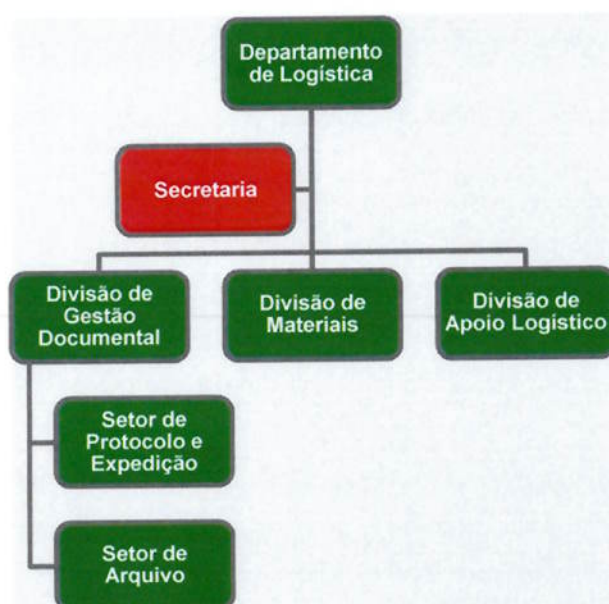 Departamento
de Logística
Secretaria
Divisão de
Gestão
Documental
Divisão de
Materiais
Divisão de
Apoio Logístico
Setor de
Protocolo e
Expedição
Setor de
Arquivo